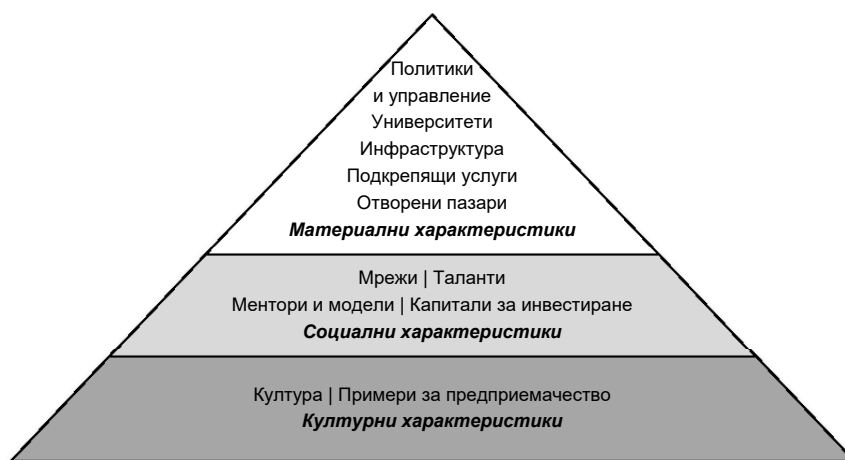 Политики
и управление
Университети
Инфраструктура
Подкрепящи услуги
Отворени пазари
Материални характеристики
Мрежи | Таланти
Ментори и модели | Капитали за инвестиране
Социални характеристики
Култура | Примери за предприемачество
Културни характеристики